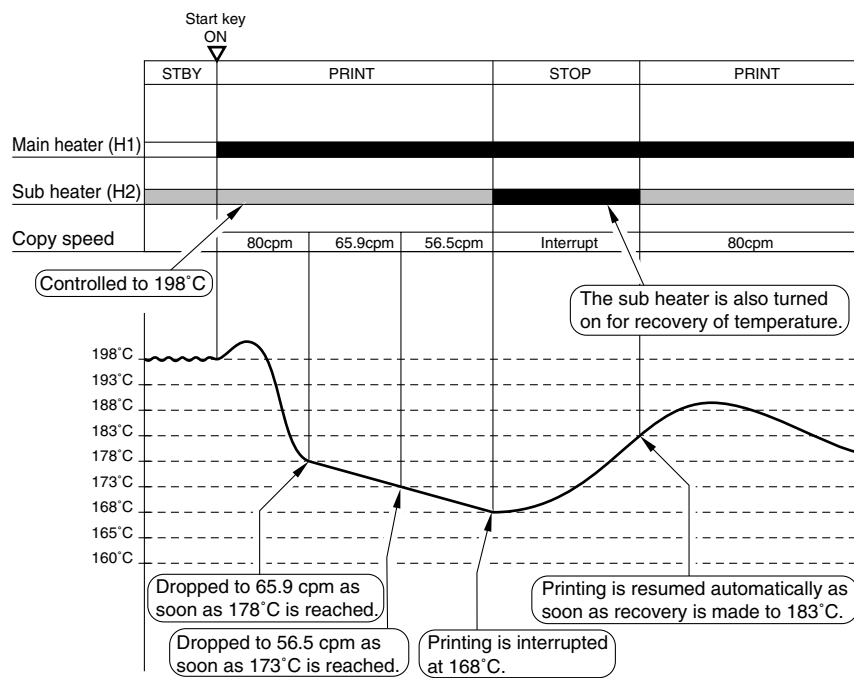 Start key
ON
STBY PRINT STOP PRINT
Main heater (H1)
Sub heater (H2)
Copy speed 80cpm 65.9cpm 56.5cpm Interrupt 80cpm
Controlled to 198˚C
The sub heater is also turned
on for recovery of temperature.
198˚C
193˚C
188˚C
183˚C
178˚C
173˚C
168˚C
165˚C
160˚C
Dropped to 65.9 cpm as
soon as 178˚C is reached.
Printing is resumed automatically as
soon as recovery is made to 183˚C.
Dropped to 56.5 cpm as
soon as 173˚C is reached.
Printing is interrupted
at 168˚C.